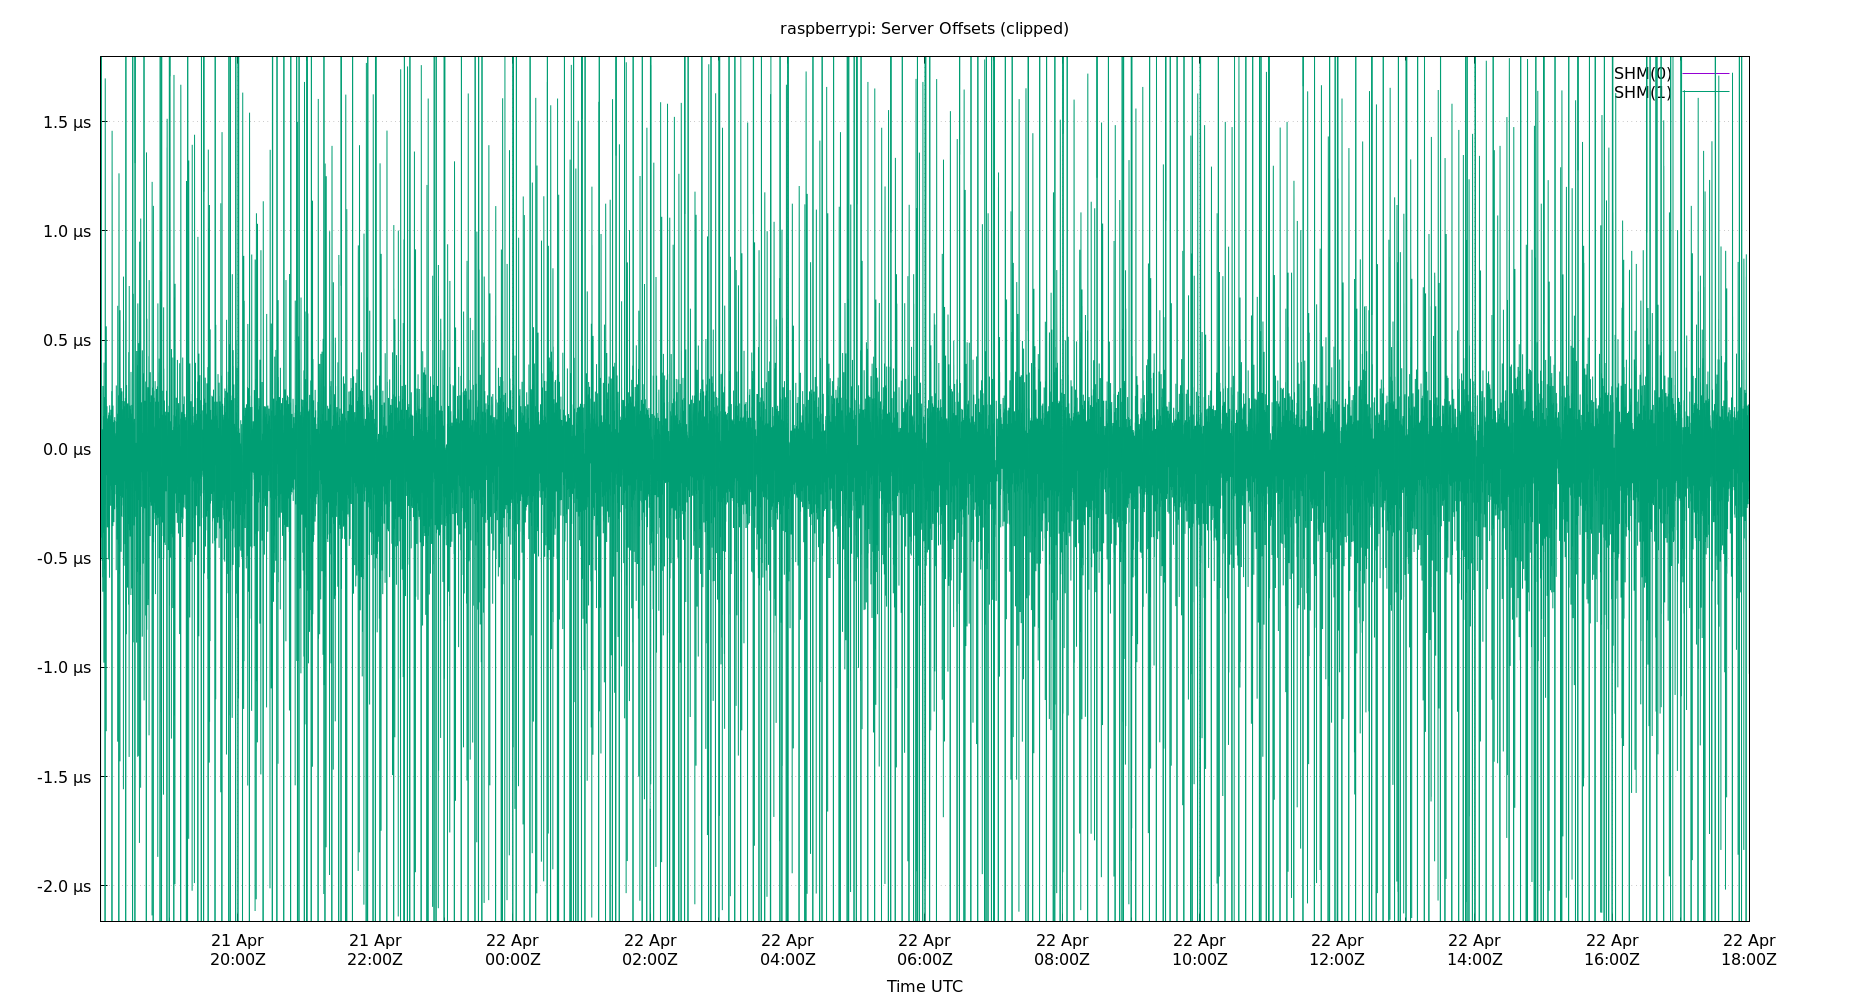 raspberrypi: Server Offsets (clipped)
SHM(0)
SHM(1)
1.5 µs
1.0 µs
0.5 µs
0.0 µs
-0.5 µs
-1.0 µs
-1.5 µs
-2.0 µs
21 Apr 21 Apr 22 Apr 22 Apr 22 Apr 22 Apr 22 Apr 22 Apr 22 Apr 22 Apr 22 Apr 22 Apr
20:00Z 22:00Z 00:00Z 02:00Z 04:00Z 06:00Z 08:00Z 10:00Z 12:00Z 14:00Z 16:00Z 18:00Z
Time UTC